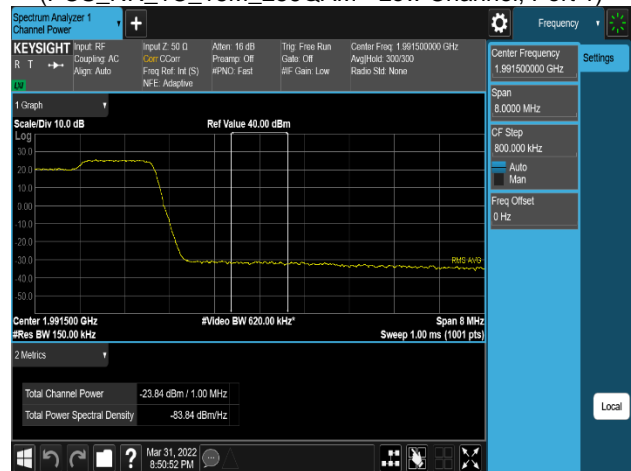 Spectrum Analyzer 1
Channel Power
+
Frequency
KEYSIGHT
R T
LXI
Input: RF
Coupling: AC
Align: Auto
Input Z: 50 Ω
Corr CCorr
Freq Ref: Int (S)
NFE: Adaptive
Atten: 16 dB
Preamp: Off
#PNO: Fast
Trig: Free Run
Gate: Off
#IF Gain: Low
Center Freq: 1.991500000 GHz
Avg|Hold: 300/300
Radio Std: None
Center Frequency
1.991500000 GHz
Settings
Span
8.0000 MHz
CF Step
800.000 kHz
Auto
Man
Freq Offset
0 Hz
1 Graph
Scale/Div 10.0 dB
Ref Value 40.00 dBm
Log
30.0
20.0
10.0
0.00
-10.0
-20.0
-30.0
RMS AVG
-40.0
-50.0
Center 1.991500 GHz
#Video BW 620.00 kHz*
Span 8 MHz
#Res BW 150.00 kHz
Sweep 1.00 ms (1001 pts)
2 Metrics
Total Channel Power
-23.84 dBm / 1.00 MHz
Total Power Spectral Density
-83.84 dBm/Hz
Local
?
Mar 31, 2022
8:50:52 PM